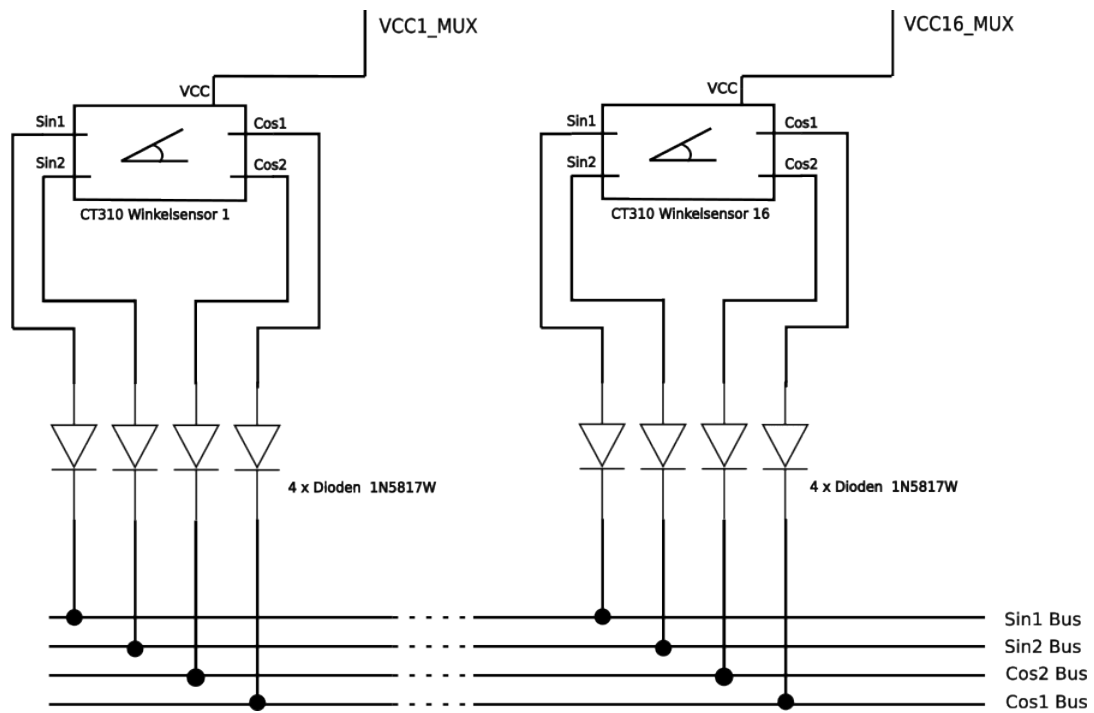 VCC1_MUX
VCC16_MUX
VCC
VCC
Sin1
Cos1
Sin1
Cos1
Sin2
Cos2
Sin2
Cos2
CT310 Winkelsensor 1
CT310 Winkelsensor 16
4 x Dioden 1N5817W
4 x Dioden 1N5817W
Sin1 Bus
Sin2 Bus
Cos2 Bus
Cos1 Bus